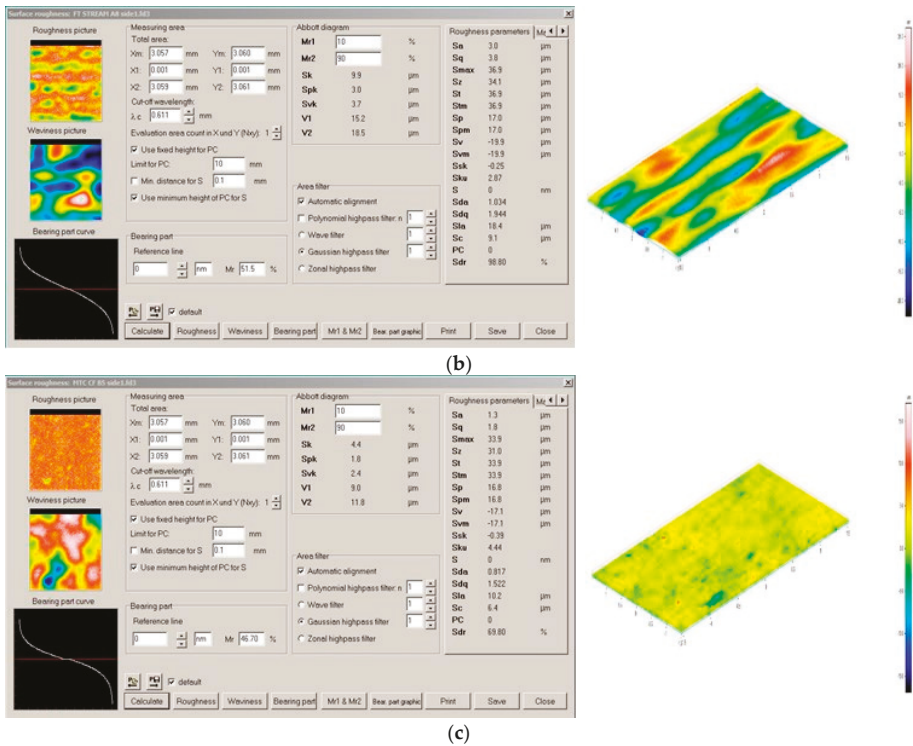 Surface roughness: FT STREAM A8 side3.hf3
Roughness picture
Waviness picture
Bearing part curve
Measuring area
Total area:
Xm: 3.057 mm Ym: 3.060 mm
X1: 0.001 mm Y1: 0.001 mm
X2: 3.059 mm Y2: 3.061 mm
Cut-off wavelength:
λ c 0.611 mm
Evaluation area count in X und Y (Nxy): 1
Use fixed height for PC
Limit for PC: 10 mm
Min. distance for S 0.1 mm
Use minimum height of PC for S
Bearing part
Reference line
0 nm Mr 51.5 %
Abbott diagram
Mr1 10 %
Mr2 90 %
Sk 9.9 µm
Spk 3.0 µm
Svk 3.7 µm
V1 15.2 µm
V2 18.5 µm
Area filter
Automatic alignment
Polynomial highpass filter: n 1
Wave filter 1
Gaussian highpass filter 1
Zonal highpass filter
Roughness parameters
Sa 3.0 µm
Sq 3.8 µm
Smax 36.9 µm
Sz 34.1 µm
St 36.9 µm
Stm 36.9 µm
Sp 17.0 µm
Spm 17.0 µm
Sv -19.9 µm
Svm -19.9 µm
Ssk -0.25
Sku 2.87
S 0 nm
Sda 1.034
Sdq 1.944
Sla 18.4 µm
Sc 9.1 µm
PC 0
Sdr 98.80 %
default
Calculate Roughness Waviness Bearing part Mr1 & Mr2 Bear. part graphic Print Save Close
(b)
Surface roughness: MTC CF B5 side3.hf3
Roughness picture
Waviness picture
Bearing part curve
Measuring area
Total area:
Xm: 3.057 mm Ym: 3.060 mm
X1: 0.001 mm Y1: 0.001 mm
X2: 3.059 mm Y2: 3.061 mm
Cut-off wavelength:
λ c 0.611 mm
Evaluation area count in X und Y (Nxy): 1
Use fixed height for PC
Limit for PC: 10 mm
Min. distance for S 0.1 mm
Use minimum height of PC for S
Bearing part
Reference line
0 nm Mr 46.70 %
Abbott diagram
Mr1 10 %
Mr2 90 %
Sk 4.4 µm
Spk 1.8 µm
Svk 2.4 µm
V1 9.0 µm
V2 11.8 µm
Area filter
Automatic alignment
Polynomial highpass filter: n 1
Wave filter 1
Gaussian highpass filter 1
Zonal highpass filter
Roughness parameters
Sa 1.3 µm
Sq 1.8 µm
Smax 33.9 µm
Sz 31.0 µm
St 33.9 µm
Stm 33.9 µm
Sp 16.8 µm
Spm 16.8 µm
Sv -17.1 µm
Svm -17.1 µm
Ssk -0.39
Sku 4.44
S 0 nm
Sda 0.817
Sdq 1.522
Sla 10.2 µm
Sc 6.4 µm
PC 0
Sdr 69.80 %
default
Calculate Roughness Waviness Bearing part Mr1 & Mr2 Bear. part graphic Print Save Close
(c)